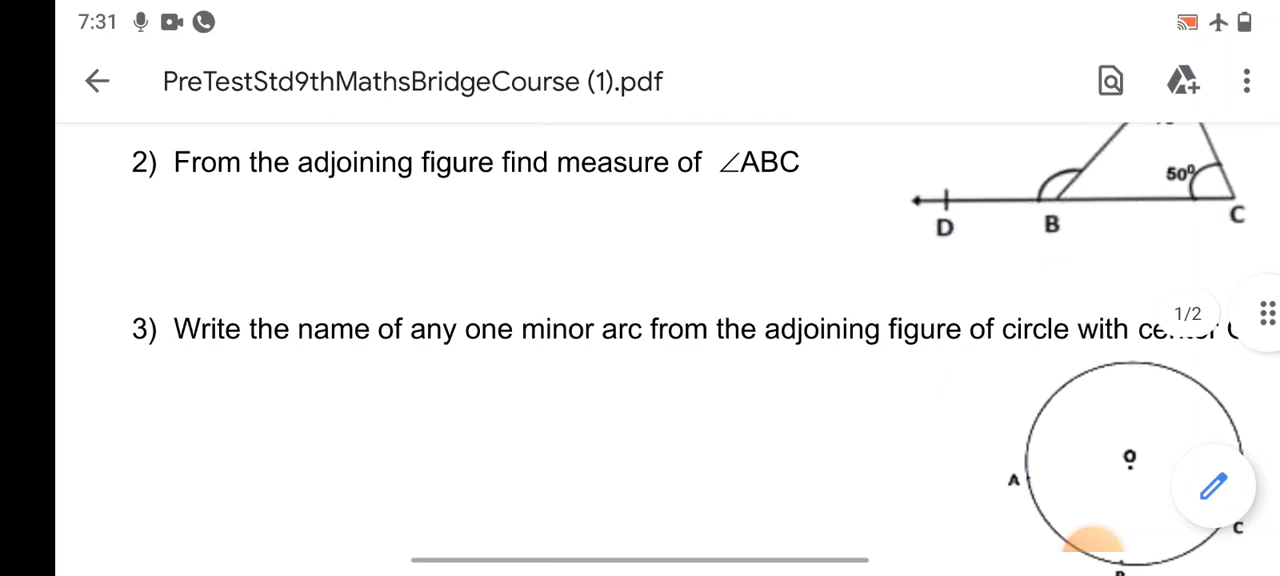 7:31
PreTestStd9thMathsBridgeCourse (1).pdf
2) From the adjoining figure find measure of ∠ABC
50⁰
D
B
C
3) Write the name of any one minor arc from the adjoining figure of circle with
1/2
O
A
C